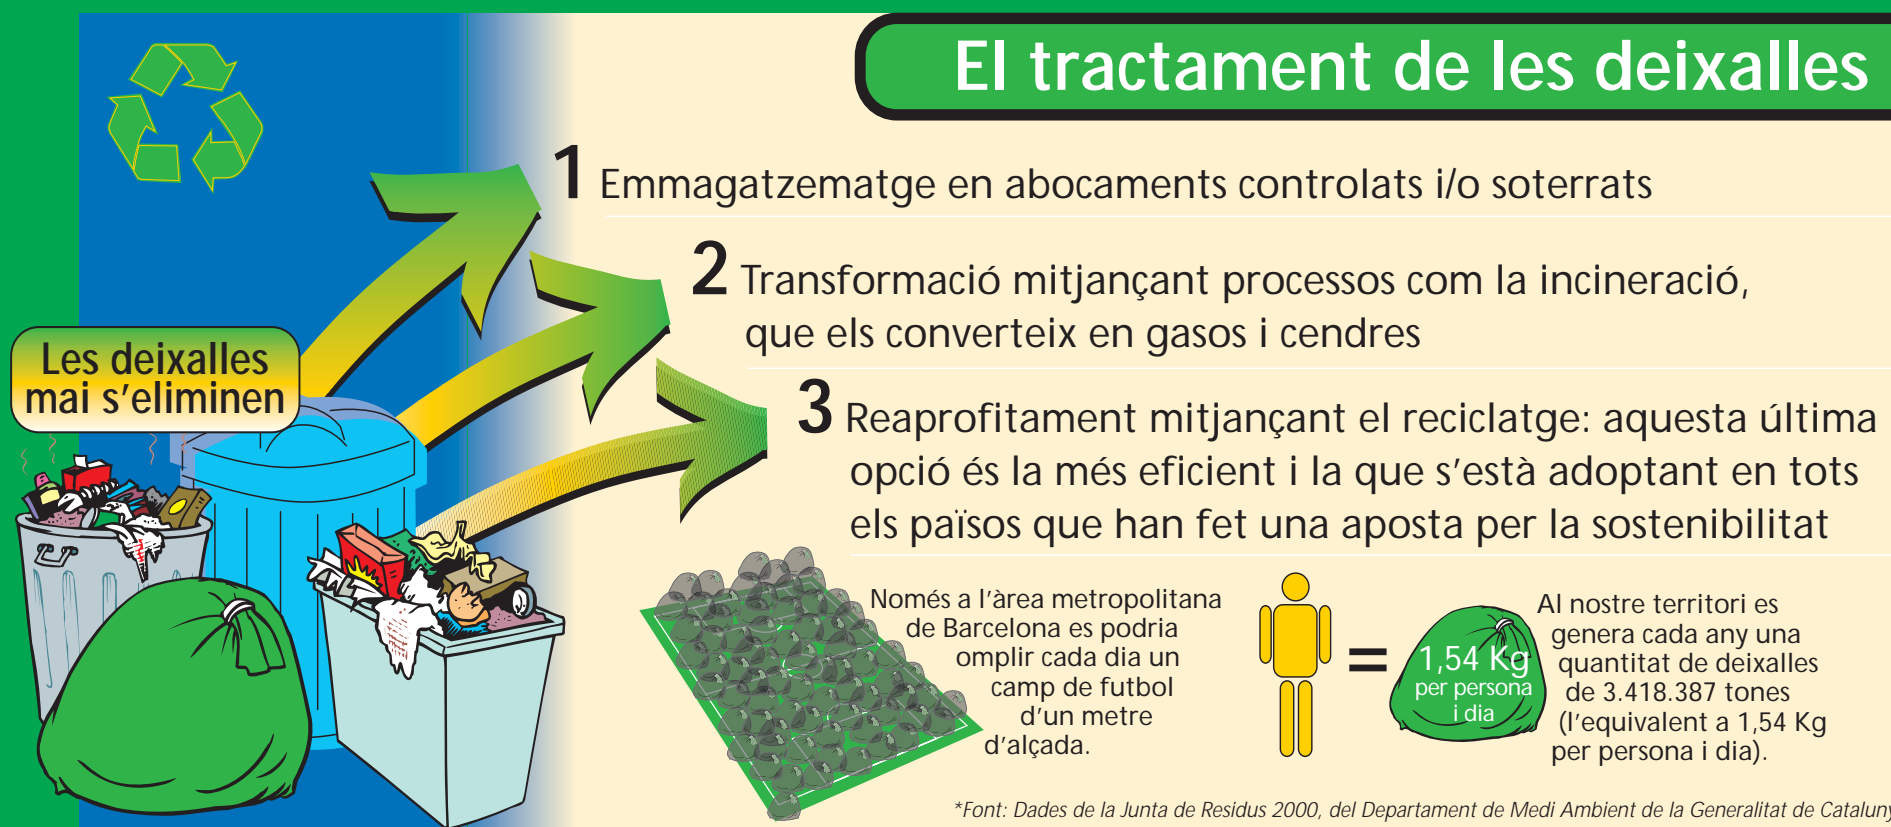 El tractament de les deixalles
1 Emmagatzematge en abocaments controlats i/o soterrats
2 Transformació mitjançant processos com la incineració,
que els converteix en gasos i cendres
Les deixalles
mai s'eliminen
3 Reaprofitament mitjançant el reciclatge: aquesta última
opció és la més eficient i la que s'està adoptant en tots
els països que han fet una aposta per la sostenibilitat
Només a l'àrea metropolitana
de Barcelona es podria
omplir cada dia un
camp de futbol
d'un metre
d'alçada.
=
1,54 Kg
per persona
i dia
Al nostre territori es
genera cada any una
quantitat de deixalles
de 3.418.387 tones
(l'equivalent a 1,54 Kg
per persona i dia).
*Font: Dades de la Junta de Residus 2000, del Departament de Medi Ambient de la Generalitat de Cataluny